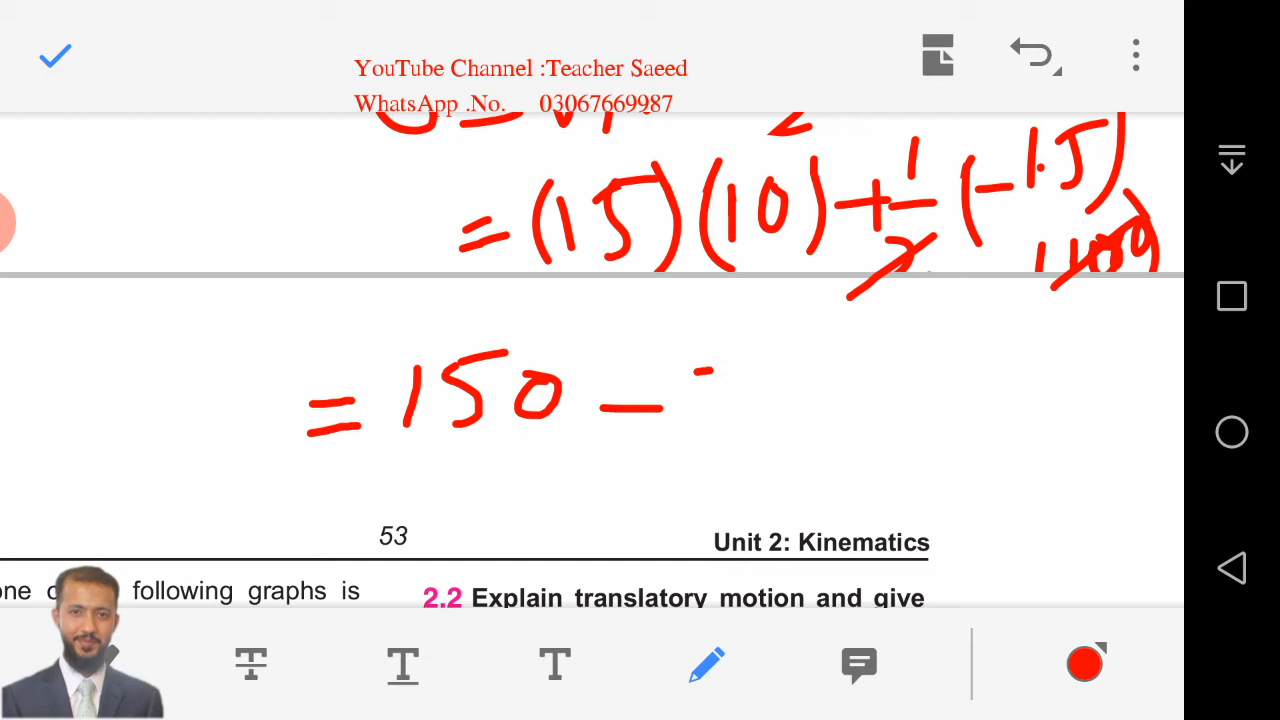 YouTube Channel :Teacher Saeed
WhatsApp .No. 03067669987
= (15) (10) + 1/2 (-1.5)
= 150 -
53 Unit 2: Kinematics
following graphs is
2.2 Explain translatory motion and give